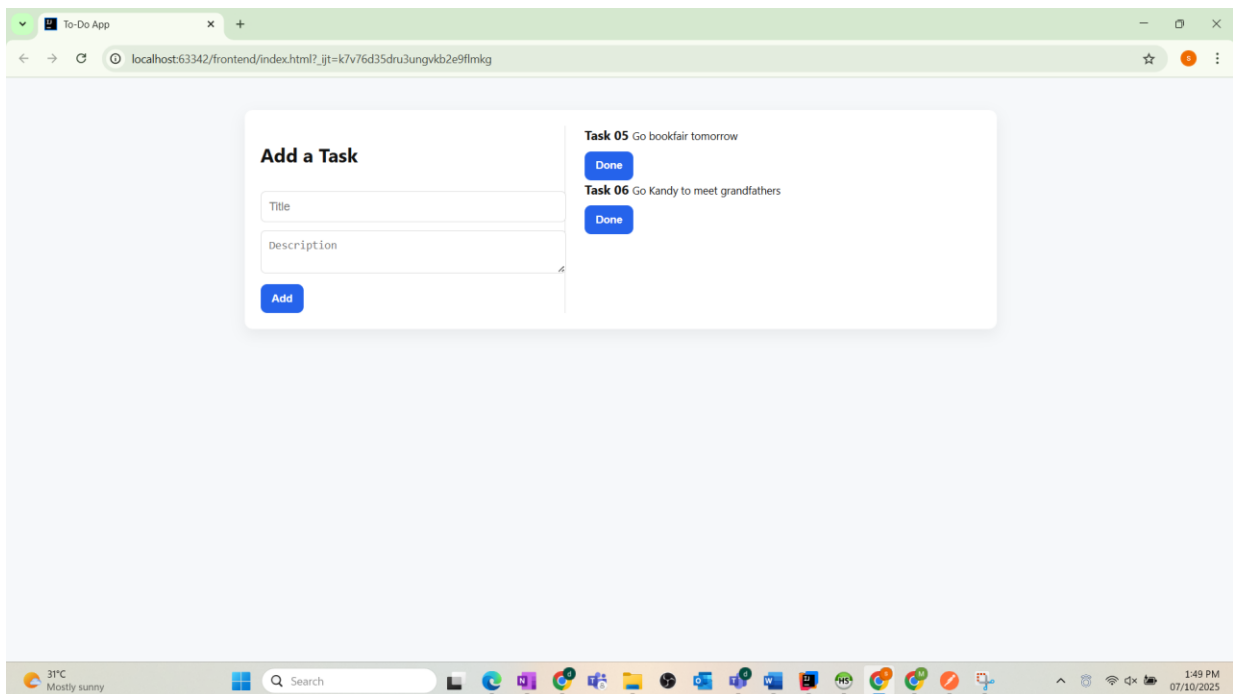 To-Do App
localhost:63342/frontend/index.html?_ijt=k7v76d35dru3ungvkb2e9flmkg
Add a Task
Title
Description
Add
Task 05 Go bookfair tomorrow
Done
Task 06 Go Kandy to meet grandfathers
Done
31°C
Mostly sunny
Search
1:49 PM
07/10/2025